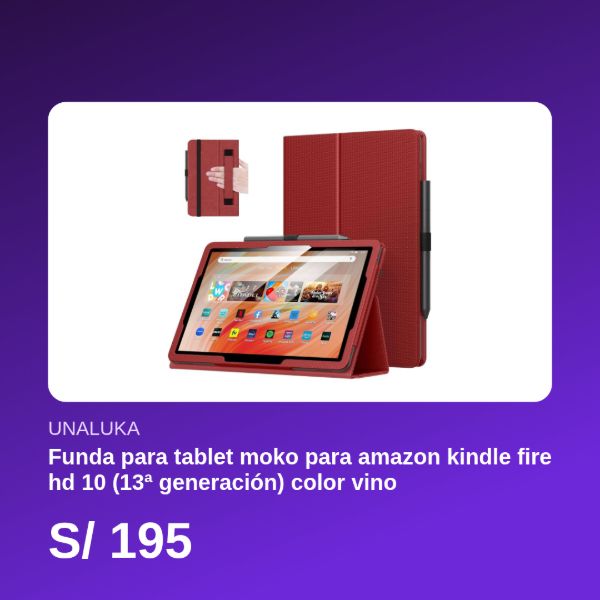 UNALUKA
Funda para tablet moko para amazon kindle fire
hd 10 (13ª generación) color vino
S/ 195